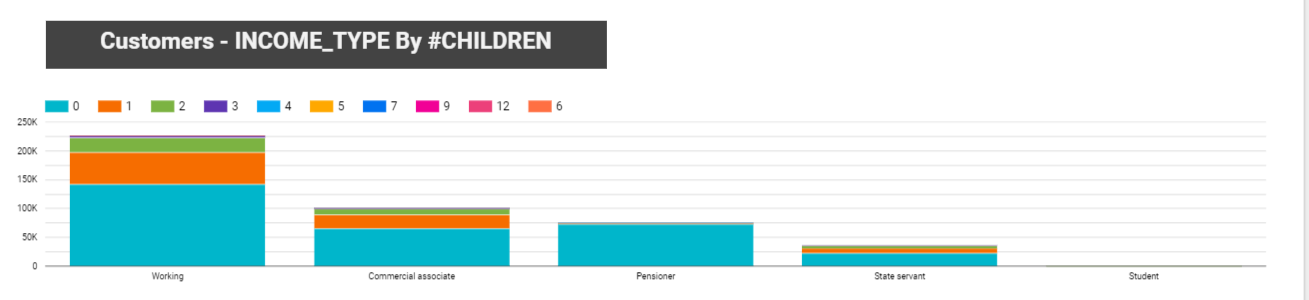 Customers - INCOME_TYPE By #CHILDREN
0 1 2 3 4 5 7 9 12 6
250K
200K
150K
100K
50K
0
Working Commercial associate Pensioner State servant Student